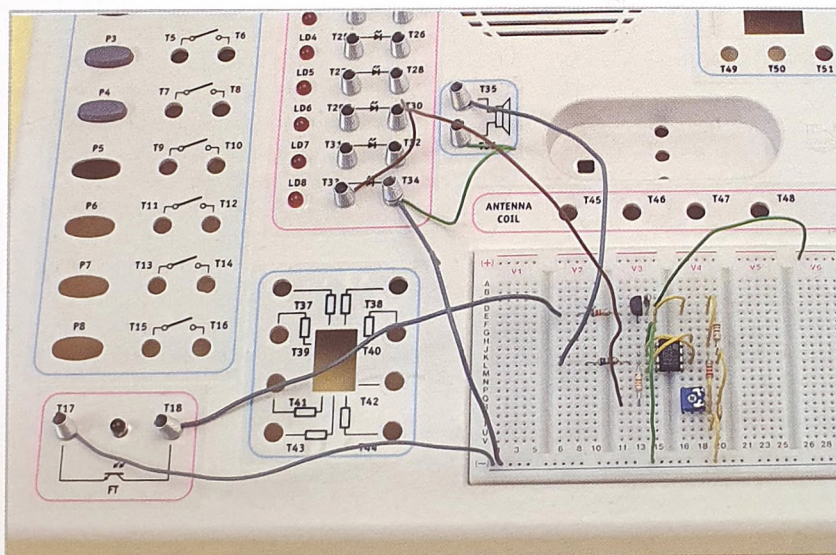 P3
T5
T6
P4
T7
T8
P5
T9
T10
P6
T11
T12
P7
T13
T14
P8
T15
T16
T17
T18
FT
LD4
T26
LD5
T28
LD6
T30
LD7
LD8
T34
T35
T37
T38
T39
T40
T41
T42
T43
T44
T49
T50
T51
ANTENNA
COIL
T45
T46
T47
T48
(+)
V1
V2
V3
V4
V5
V6
A
B
C
D
E
F
G
H
I
J
K
L
M
N
O
P
Q
R
S
T
U
V
(−)
3
5
6
8
10
11
13
15
16
18
20
21
23
25
26
28